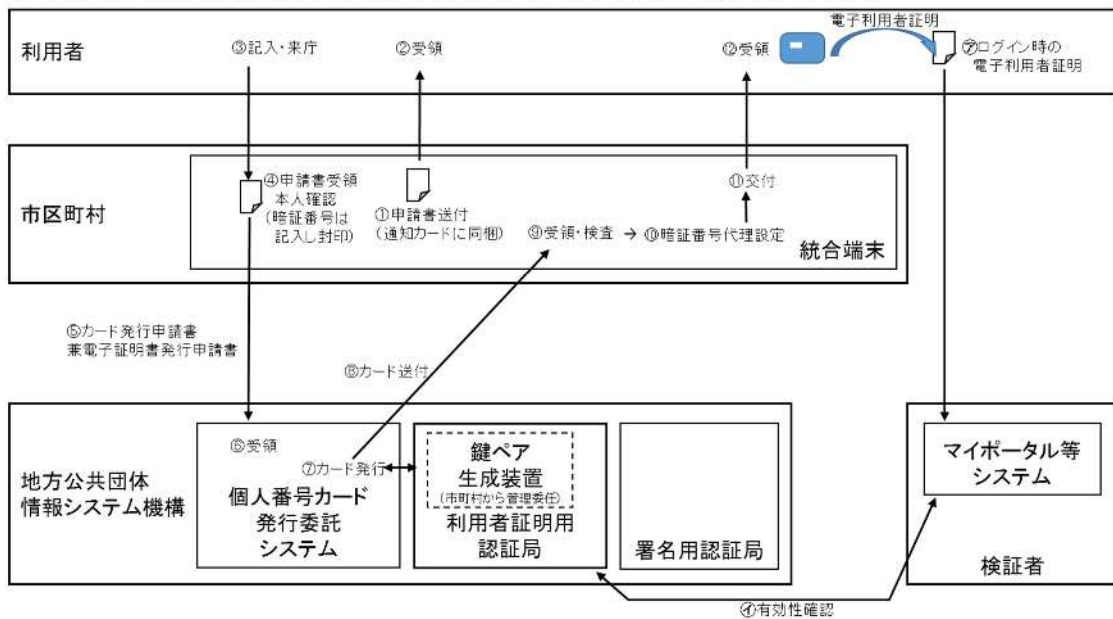 利用者
③記入・来庁
②受領
⑫受領
電子利用者証明
㋐ログイン時の
電子利用者証明
市区町村
④申請書受領
本人確認
(暗証番号は
記入し封印)
①申請書送付
(通知カードに同梱)
⑨受領・検査 → ⑩暗証番号代理設定
⑪交付
統合端末
⑤カード発行申請書
兼電子証明書発行申請書
⑧カード送付
地方公共団体
情報システム機構
⑥受領
⑦カード発行
個人番号カード
発行委託
システム
鍵ペア
生成装置
(市町村から管理委任)
利用者証明用
認証局
署名用認証局
マイポータル等
システム
検証者
㋑有効性確認